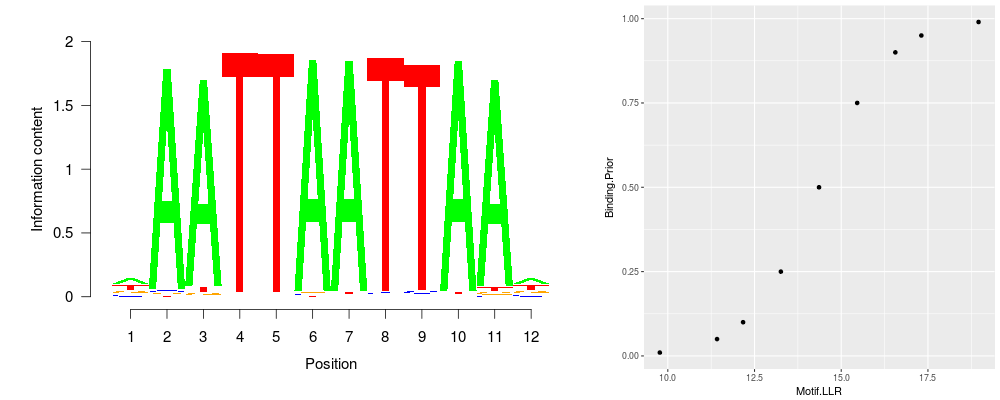 2
1.5
1
0.5
0
Information content
A A A T T A A T T A A A
1 2 3 4 5 6 7 8 9 10 11 12
Position
1.00
0.75
0.50
0.25
0.00
Binding.Prior
10.0 12.5 15.0 17.5
Motif.LLR